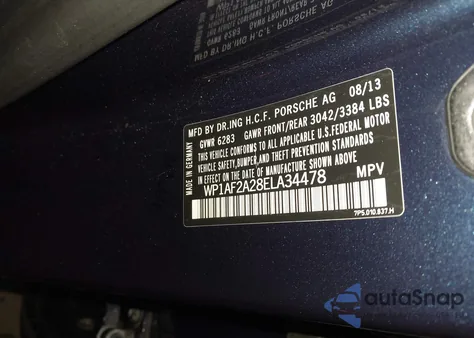 MFD BY DR.ING H.C.F. PORSCHE AG 08/13
GVWR 6283 GAWR FRONT/REAR 3042/3384 LBS
THIS VEHICLE CONFORMS TO ALL APPLICABLE U.S. FEDERAL MOTOR
VEHICLE SAFETY, BUMPER, AND THEFT PREVENTION STANDARDS
IN EFFECT ON THE DATE OF MANUFACTURE SHOWN ABOVE.
WP1AF2A28ELA34478 MPV
7P5.010.837.H
MADE IN GERMANY
autoSnap